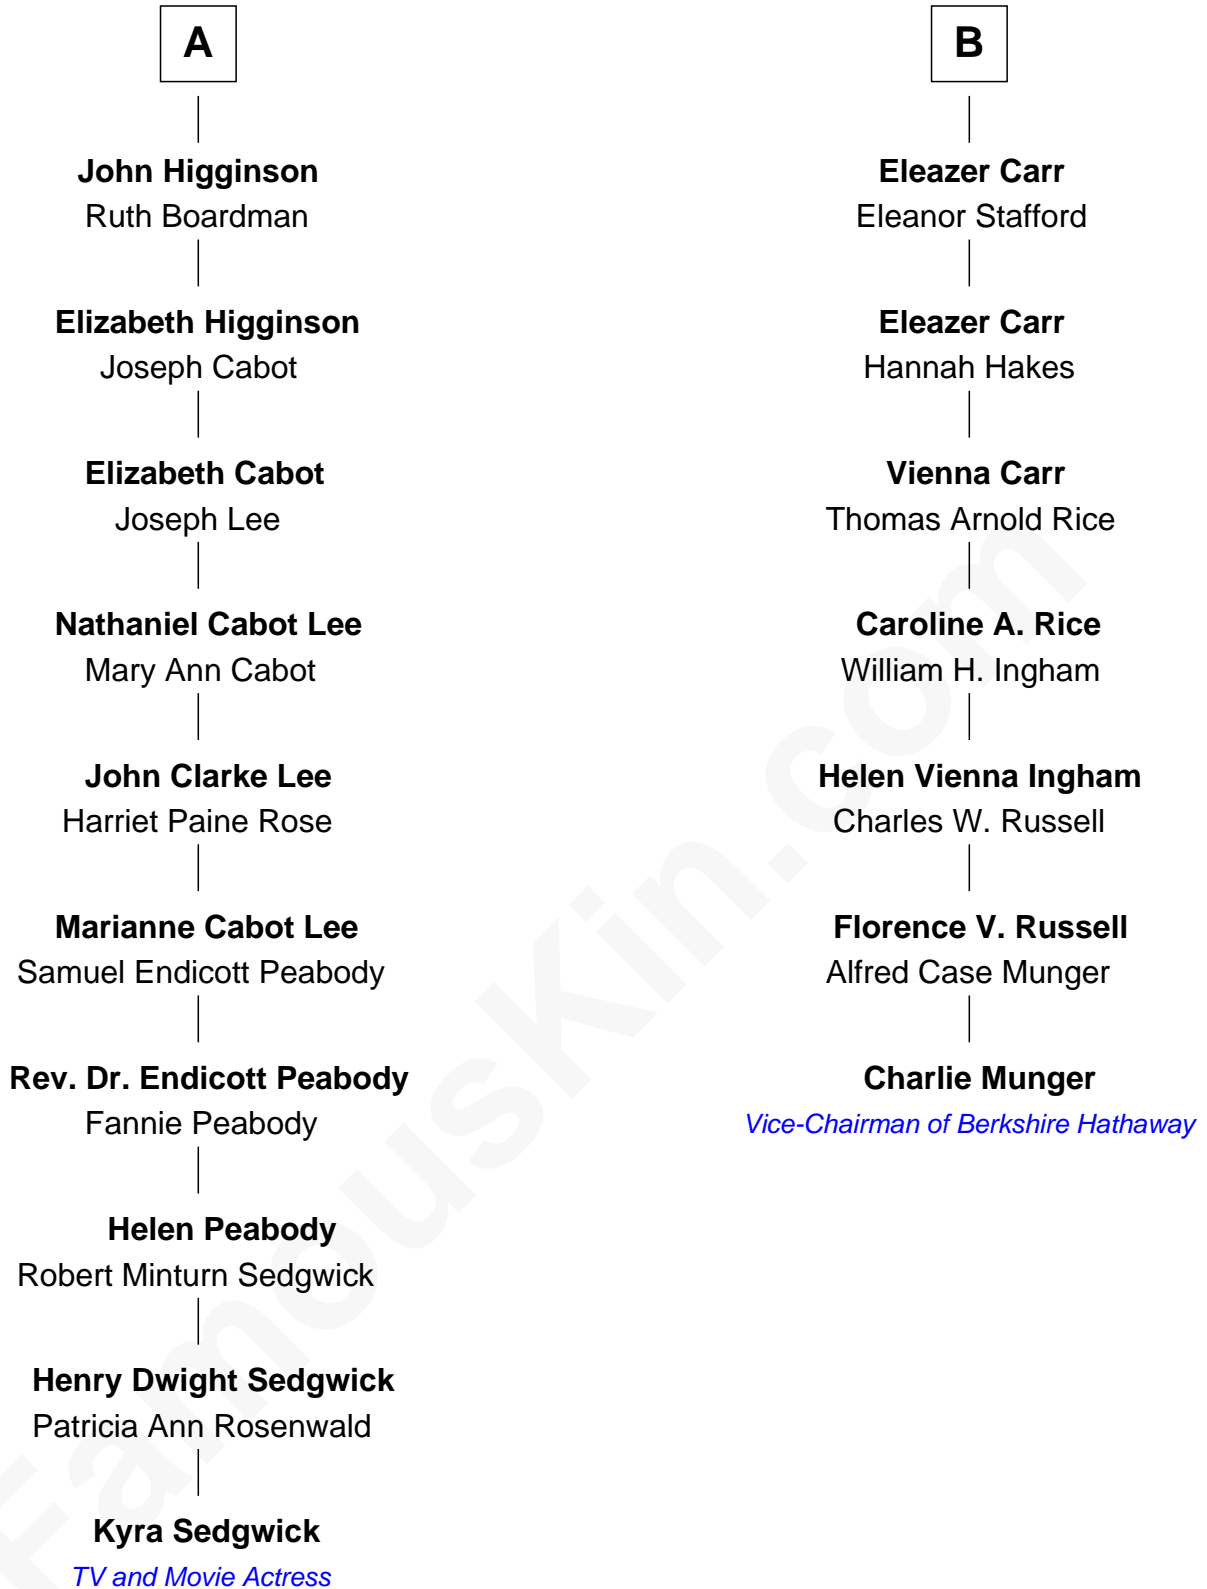 A
John Higginson
Ruth Boardman
Elizabeth Higginson
Joseph Cabot
Elizabeth Cabot
Joseph Lee
Nathaniel Cabot Lee
Mary Ann Cabot
John Clarke Lee
Harriet Paine Rose
Marianne Cabot Lee
Samuel Endicott Peabody
Rev. Dr. Endicott Peabody
Fannie Peabody
Helen Peabody
Robert Minturn Sedgwick
Henry Dwight Sedgwick
Patricia Ann Rosenwald
Kyra Sedgwick
TV and Movie Actress
B
Eleazer Carr
Eleanor Stafford
Eleazer Carr
Hannah Hakes
Vienna Carr
Thomas Arnold Rice
Caroline A. Rice
William H. Ingham
Helen Vienna Ingham
Charles W. Russell
Florence V. Russell
Alfred Case Munger
Charlie Munger
Vice-Chairman of Berkshire Hathaway
FamousKin.com